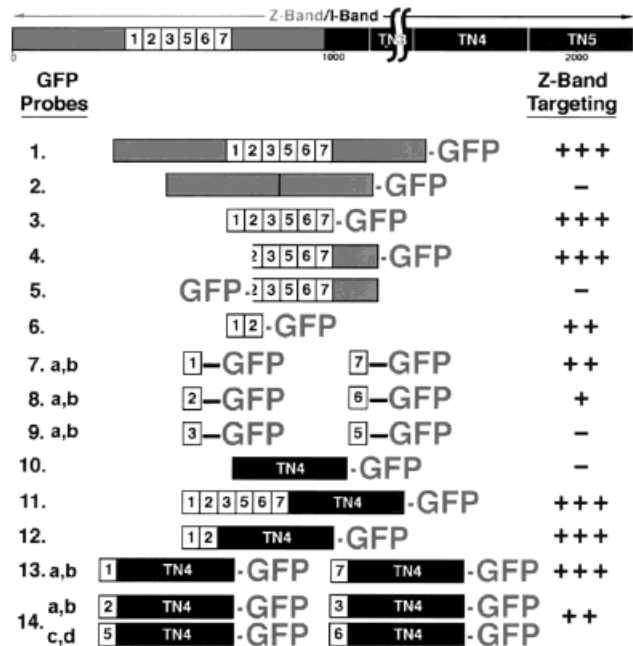 Z-Band/I-Band
1 2 3 5 6 7 TN3 TN4 TN5
0 1000 2000
GFP Probes Z-Band Targeting
1. 1 2 3 5 6 7 -GFP +++
2. -GFP –
3. 1 2 3 5 6 7 -GFP +++
4. 2 3 5 6 7 -GFP +++
5. GFP- 2 3 5 6 7 –
6. 1 2 -GFP ++
7. a,b 1 –GFP 7 –GFP ++
8. a,b 2 –GFP 6 –GFP +
9. a,b 3 –GFP 5 –GFP –
10. TN4 -GFP –
11. 1 2 3 5 6 7 TN4 -GFP +++
12. 1 2 TN4 -GFP +++
13. a,b 1 TN4 -GFP 7 TN4 -GFP +++
14. a,b 2 TN4 -GFP 3 TN4 -GFP ++
c,d 5 TN4 -GFP 6 TN4 -GFP